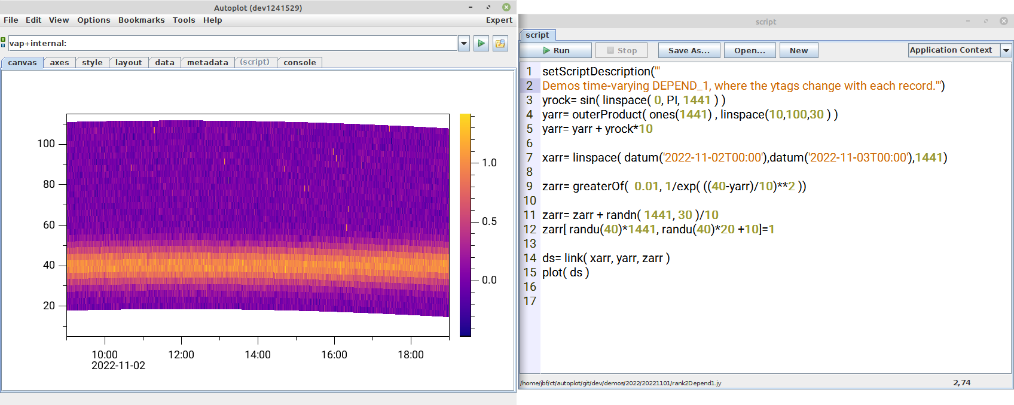 Autoplot (dev1241529)
File Edit View Options Bookmarks Tools Help Expert
vap+internal:
canvas axes style layout data metadata (script) console
100
80
60
40
20
1.0
0.5
0.0
10:00 12:00 14:00 16:00 18:00
2022-11-02
script
script
Run Stop Save As... Open... New Application Context
1 setScriptDescription('''
2 Demos time-varying DEPEND_1, where the ytags change with each record.''')
3 yrock= sin( linspace( 0, PI, 1441 ) )
4 yarr= outerProduct( ones(1441) , linspace(10,100,30 ) )
5 yarr= yarr + yrock*10
6
7 xarr= linspace( datum('2022-11-02T00:00'),datum('2022-11-03T00:00'),1441)
8
9 zarr= greaterOf( 0.01, 1/exp( ((40-yarr)/10)**2 ))
10
11 zarr= zarr + randn( 1441, 30 )/10
12 zarr[ randu(40)*1441, randu(40)*20 +10]=1
13
14 ds= link( xarr, yarr, zarr )
15 plot( ds )
16
17
/home/jbf/ct/autoplot/git/dev/demos/2022/20221101/rank2Depend1.jy 2,74